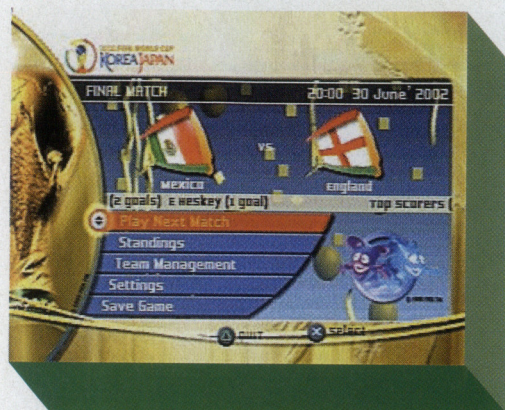 2002 FIFA WORLD CUP
KOREA JAPAN
FINAL MATCH 20:00 30 June' 2002
VS
Mexico England
(2 goals) E Heskey (1 goal) Top Scorers (
Play Next Match
Standings
Team Management
Settings
Save Game
QUIT select